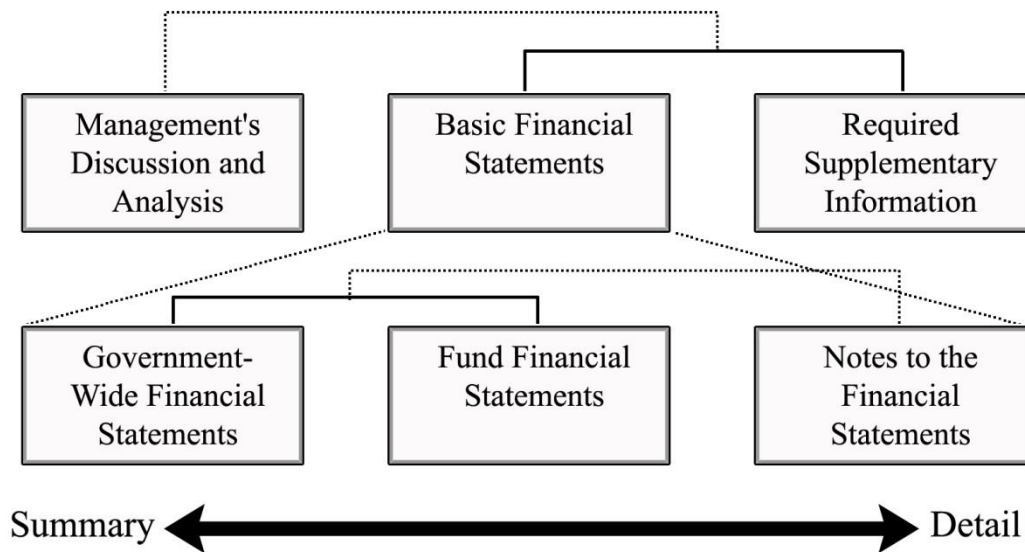 Management's
Discussion and
Analysis
Basic Financial
Statements
Required
Supplementary
Information
Government-
Wide Financial
Statements
Fund Financial
Statements
Notes to the
Financial
Statements
Summary
Detail